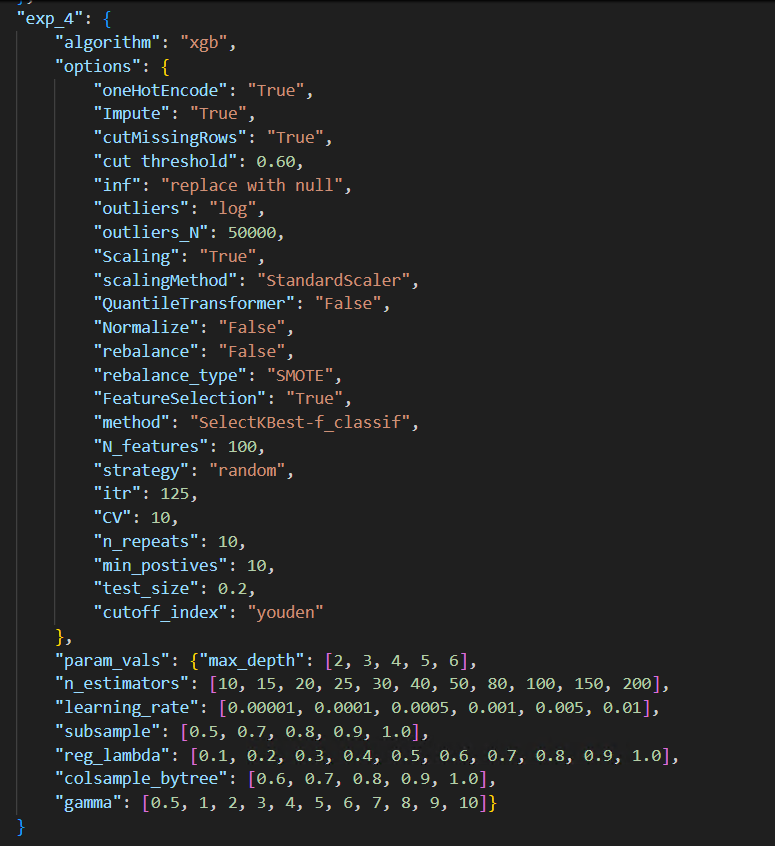 "exp_4": {
"algorithm": "xgb",
"options": {
"oneHotEncode": "True",
"Impute": "True",
"cutMissingRows": "True",
"cut threshold": 0.60,
"inf": "replace with null",
"outliers": "log",
"outliers_N": 50000,
"Scaling": "True",
"scalingMethod": "StandardScaler",
"QuantileTransformer": "False",
"Normalize": "False",
"rebalance": "False",
"rebalance_type": "SMOTE",
"FeatureSelection": "True",
"method": "SelectKBest-f_classif",
"N_features": 100,
"strategy": "random",
"itr": 125,
"CV": 10,
"n_repeats": 10,
"min_postives": 10,
"test_size": 0.2,
"cutoff_index": "youden"
},
"param_vals": {"max_depth": [2, 3, 4, 5, 6],
"n_estimators": [10, 15, 20, 25, 30, 40, 50, 80, 100, 150, 200],
"learning_rate": [0.00001, 0.0001, 0.0005, 0.001, 0.005, 0.01],
"subsample": [0.5, 0.7, 0.8, 0.9, 1.0],
"reg_lambda": [0.1, 0.2, 0.3, 0.4, 0.5, 0.6, 0.7, 0.8, 0.9, 1.0],
"colsample_bytree": [0.6, 0.7, 0.8, 0.9, 1.0],
"gamma": [0.5, 1, 2, 3, 4, 5, 6, 7, 8, 9, 10]}
}